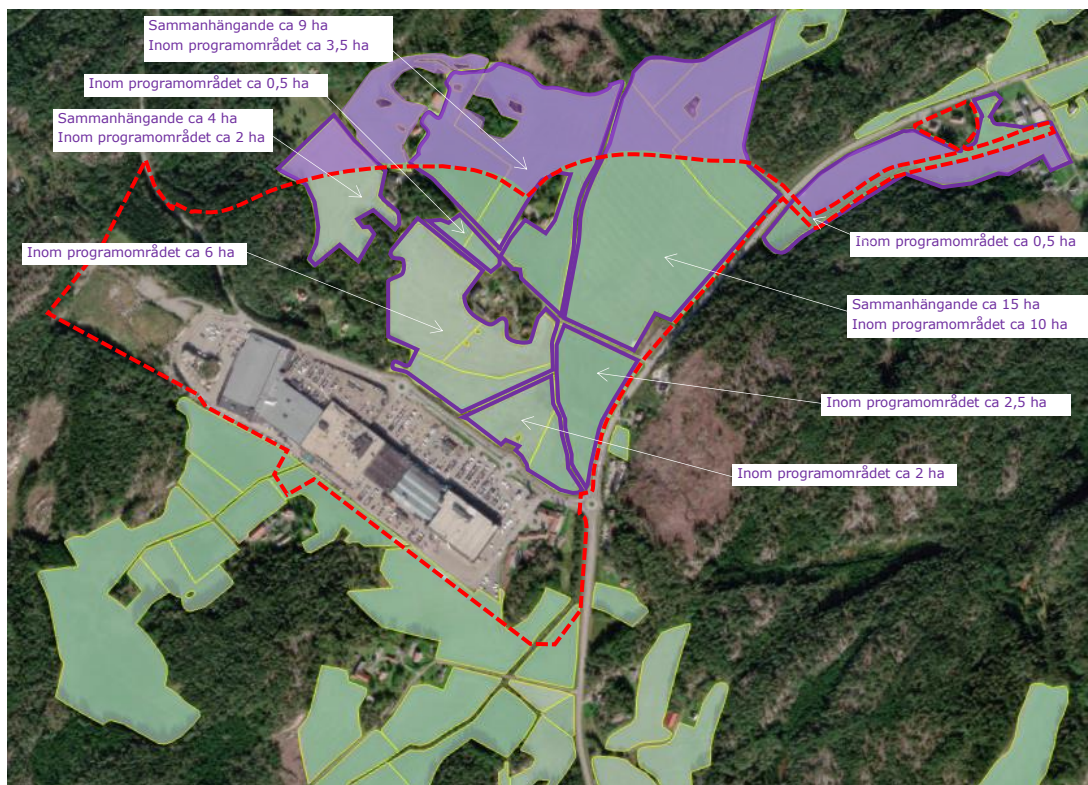 Sammanhängande ca 9 ha
Inom programområdet ca 3,5 ha
Inom programområdet ca 0,5 ha
Sammanhängande ca 4 ha
Inom programområdet ca 2 ha
Inom programområdet ca 6 ha
Inom programområdet ca 0,5 ha
Sammanhängande ca 15 ha
Inom programområdet ca 10 ha
Inom programområdet ca 2,5 ha
Inom programområdet ca 2 ha